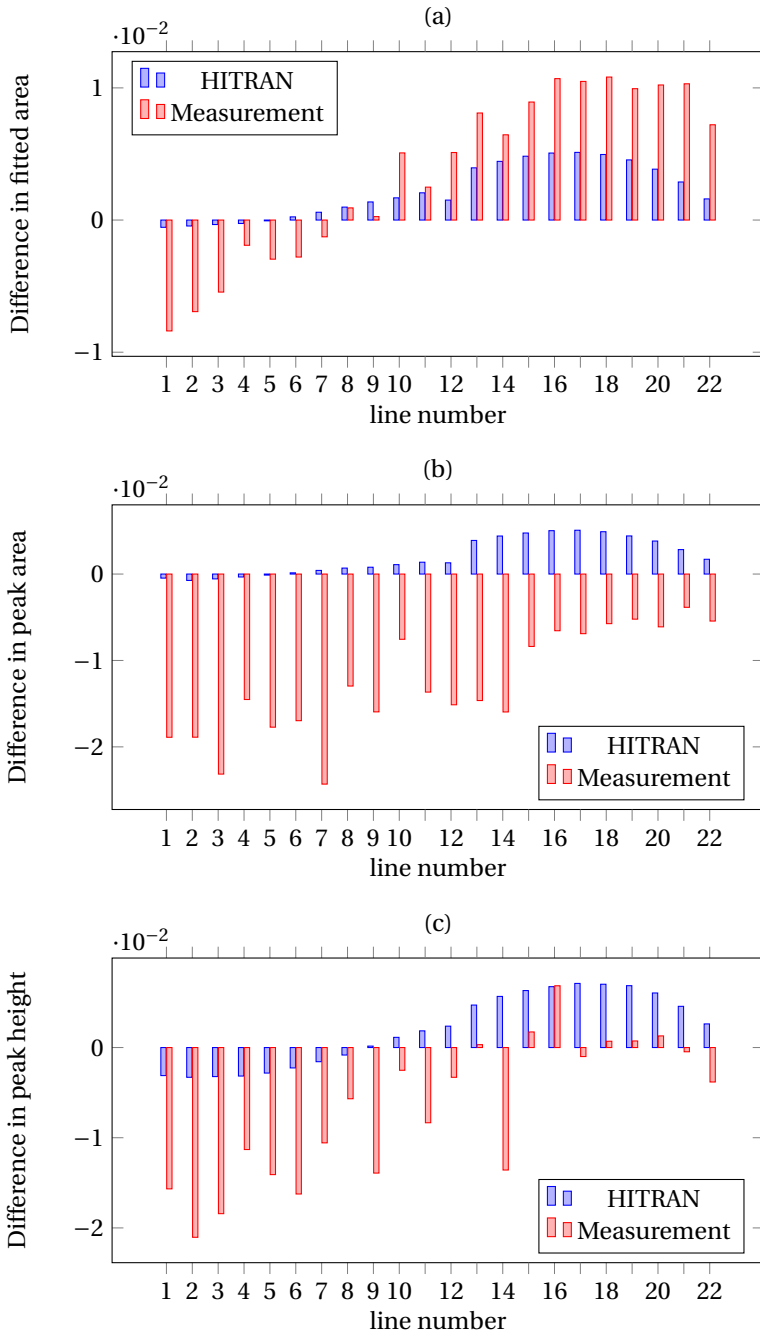 (a)
·10⁻²
HITRAN
Measurement
Difference in fitted area
1
0
−1
1 2 3 4 5 6 7 8 9 10 12 14 16 18 20 22
line number
(b)
·10⁻²
Difference in peak area
0
−1
−2
HITRAN
Measurement
1 2 3 4 5 6 7 8 9 10 12 14 16 18 20 22
line number
(c)
·10⁻²
Difference in peak height
0
−1
−2
HITRAN
Measurement
1 2 3 4 5 6 7 8 9 10 12 14 16 18 20 22
line number